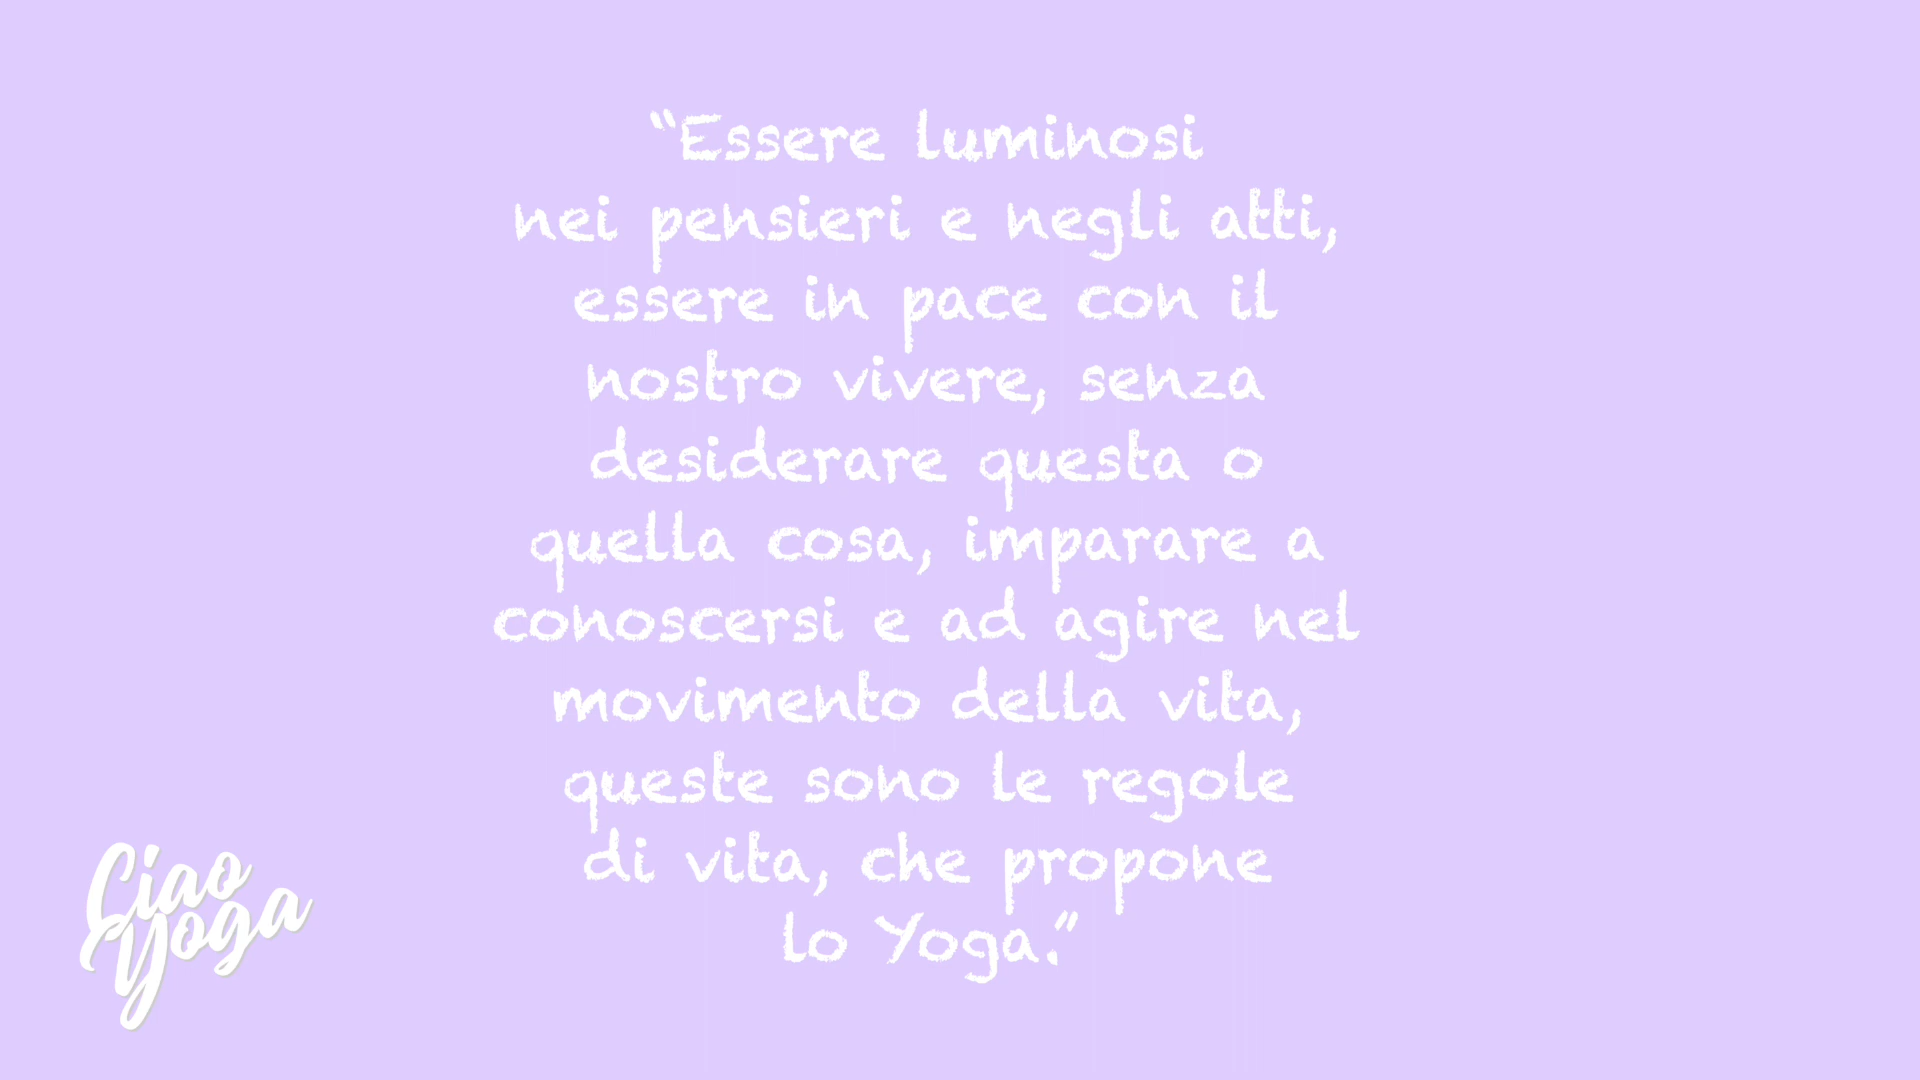 “Essere luminosi
nei pensieri e negli atti,
essere in pace con il
nostro vivere, senza
desiderare questa o
quella cosa, imparare a
conoscersi e ad agire nel
movimento della vita,
queste sono le regole
di vita, che propone
lo Yoga.”
Ciao
Yoga